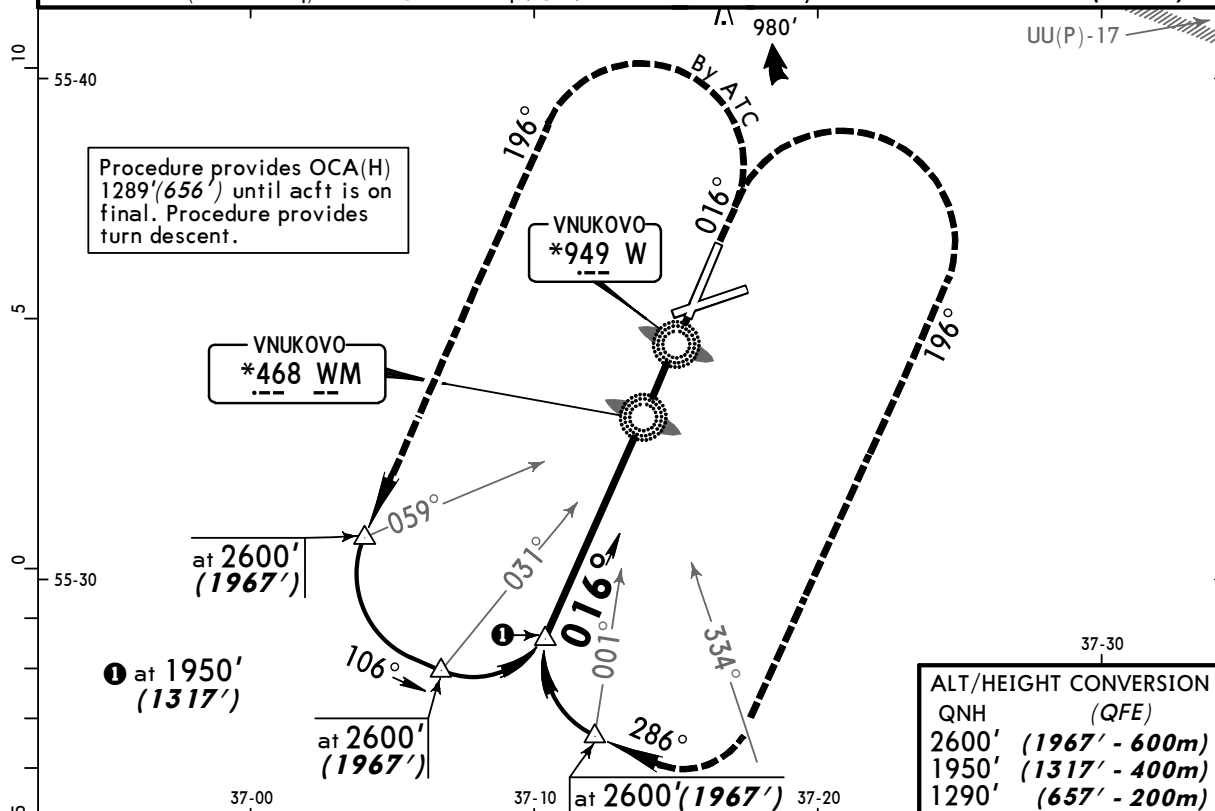 980'
UU(P)-17
10
55-40
By ATC
196°
Procedure provides OCA(H)
1289'(656') until acft is on
final. Procedure provides
turn descent.
016°
VNUKOVO
*949 W
5
196°
VNUKOVO
*468 WM
059°
031°
016°
001°
334°
at 2600'
(1967')
0
55-30
1
1 at 1950'
(1317')
106°
at 2600'
(1967')
286°
at 2600'(1967')
37-30
ALT/HEIGHT CONVERSION
QNH (QFE)
2600' (1967' - 600m)
1950' (1317' - 400m)
1290' (657' - 200m)
5
37-00
37-10
37-20